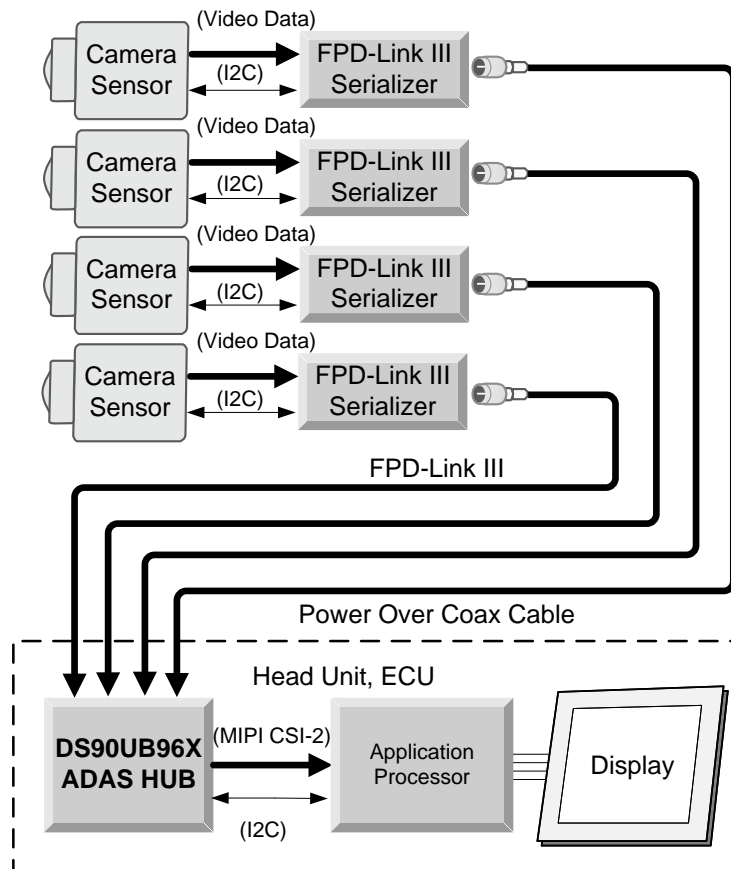 (Video Data)
Camera
Sensor
(I2C)
FPD-Link III
Serializer
(Video Data)
Camera
Sensor
(I2C)
FPD-Link III
Serializer
(Video Data)
Camera
Sensor
(I2C)
FPD-Link III
Serializer
(Video Data)
Camera
Sensor
(I2C)
FPD-Link III
Serializer
FPD-Link III
Power Over Coax Cable
Head Unit, ECU
DS90UB96X
ADAS HUB
(MIPI CSI-2)
(I2C)
Application
Processor
Display